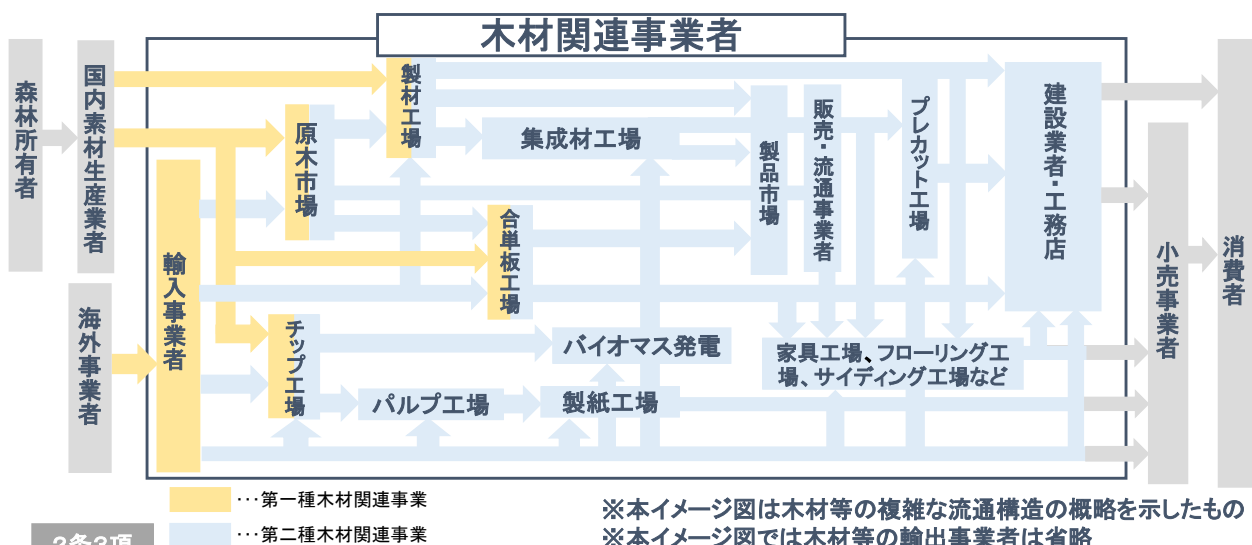 木材関連事業者
森林所有者
国内素材生産業者
海外事業者
輸入事業者
原木市場
製材工場
集成材工場
合単板工場
チップ工場
パルプ工場
製紙工場
バイオマス発電
製品市場
販売・流通事業者
プレカット工場
家具工場、フローリング工
場、サイディング工場など
建設業者・工務店
小売事業者
消費者
･･･第一種木材関連事業
･･･第二種木材関連事業
※本イメージ図は木材等の複雑な流通構造の概略を示したもの
※本イメージ図では木材等の輸出事業者は省略
2条3項